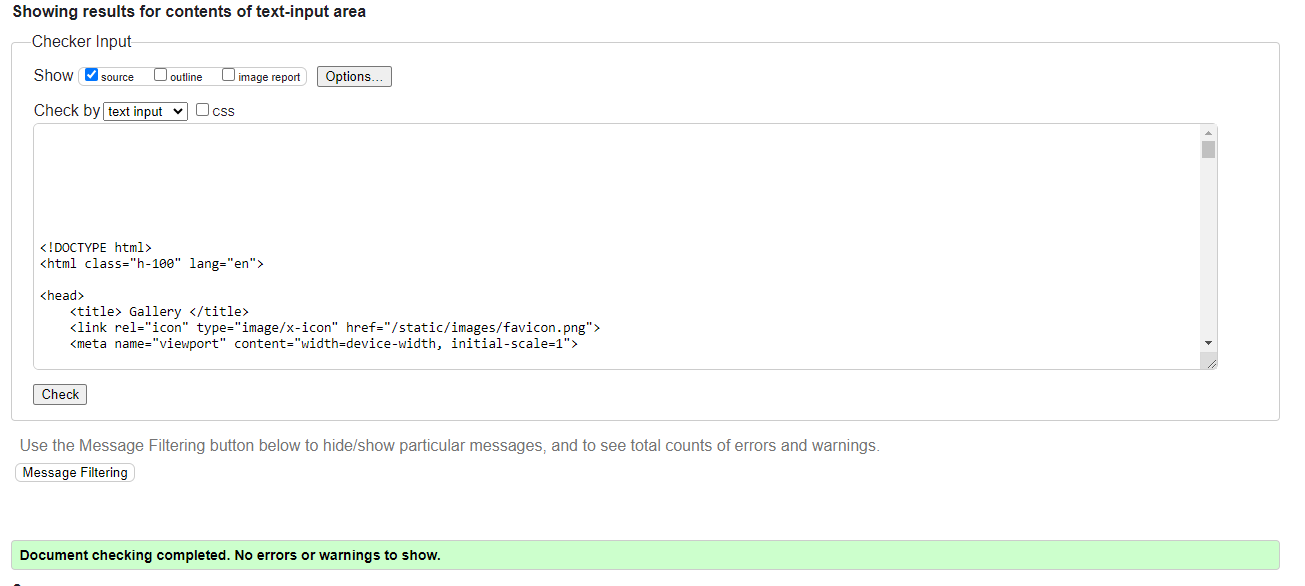 Showing results for contents of text-input area
Checker Input
Show source outline image report Options...
Check by text input CSS
<!DOCTYPE html>
<html class="h-100" lang="en">
<head>
<title> Gallery </title>
<link rel="icon" type="image/x-icon" href="/static/images/favicon.png">
<meta name="viewport" content="width=device-width, initial-scale=1">
Check
Use the Message Filtering button below to hide/show particular messages, and to see total counts of errors and warnings.
Message Filtering
Document checking completed. No errors or warnings to show.